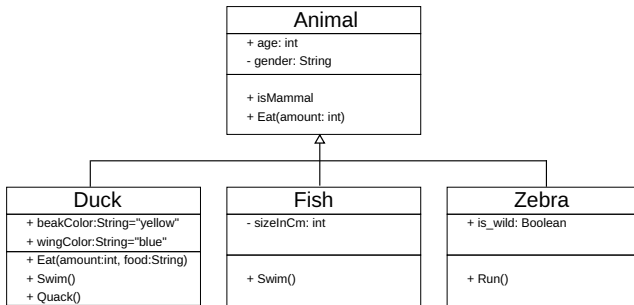 Animal
+ age: int
- gender: String
+ isMammal
+ Eat(amount: int)
Duck
+ beakColor:String="yellow"
+ wingColor:String="blue"
+ Eat(amount:int, food:String)
+ Swim()
+ Quack()
Fish
- sizeInCm: int
+ Swim()
Zebra
+ is_wild: Boolean
+ Run()